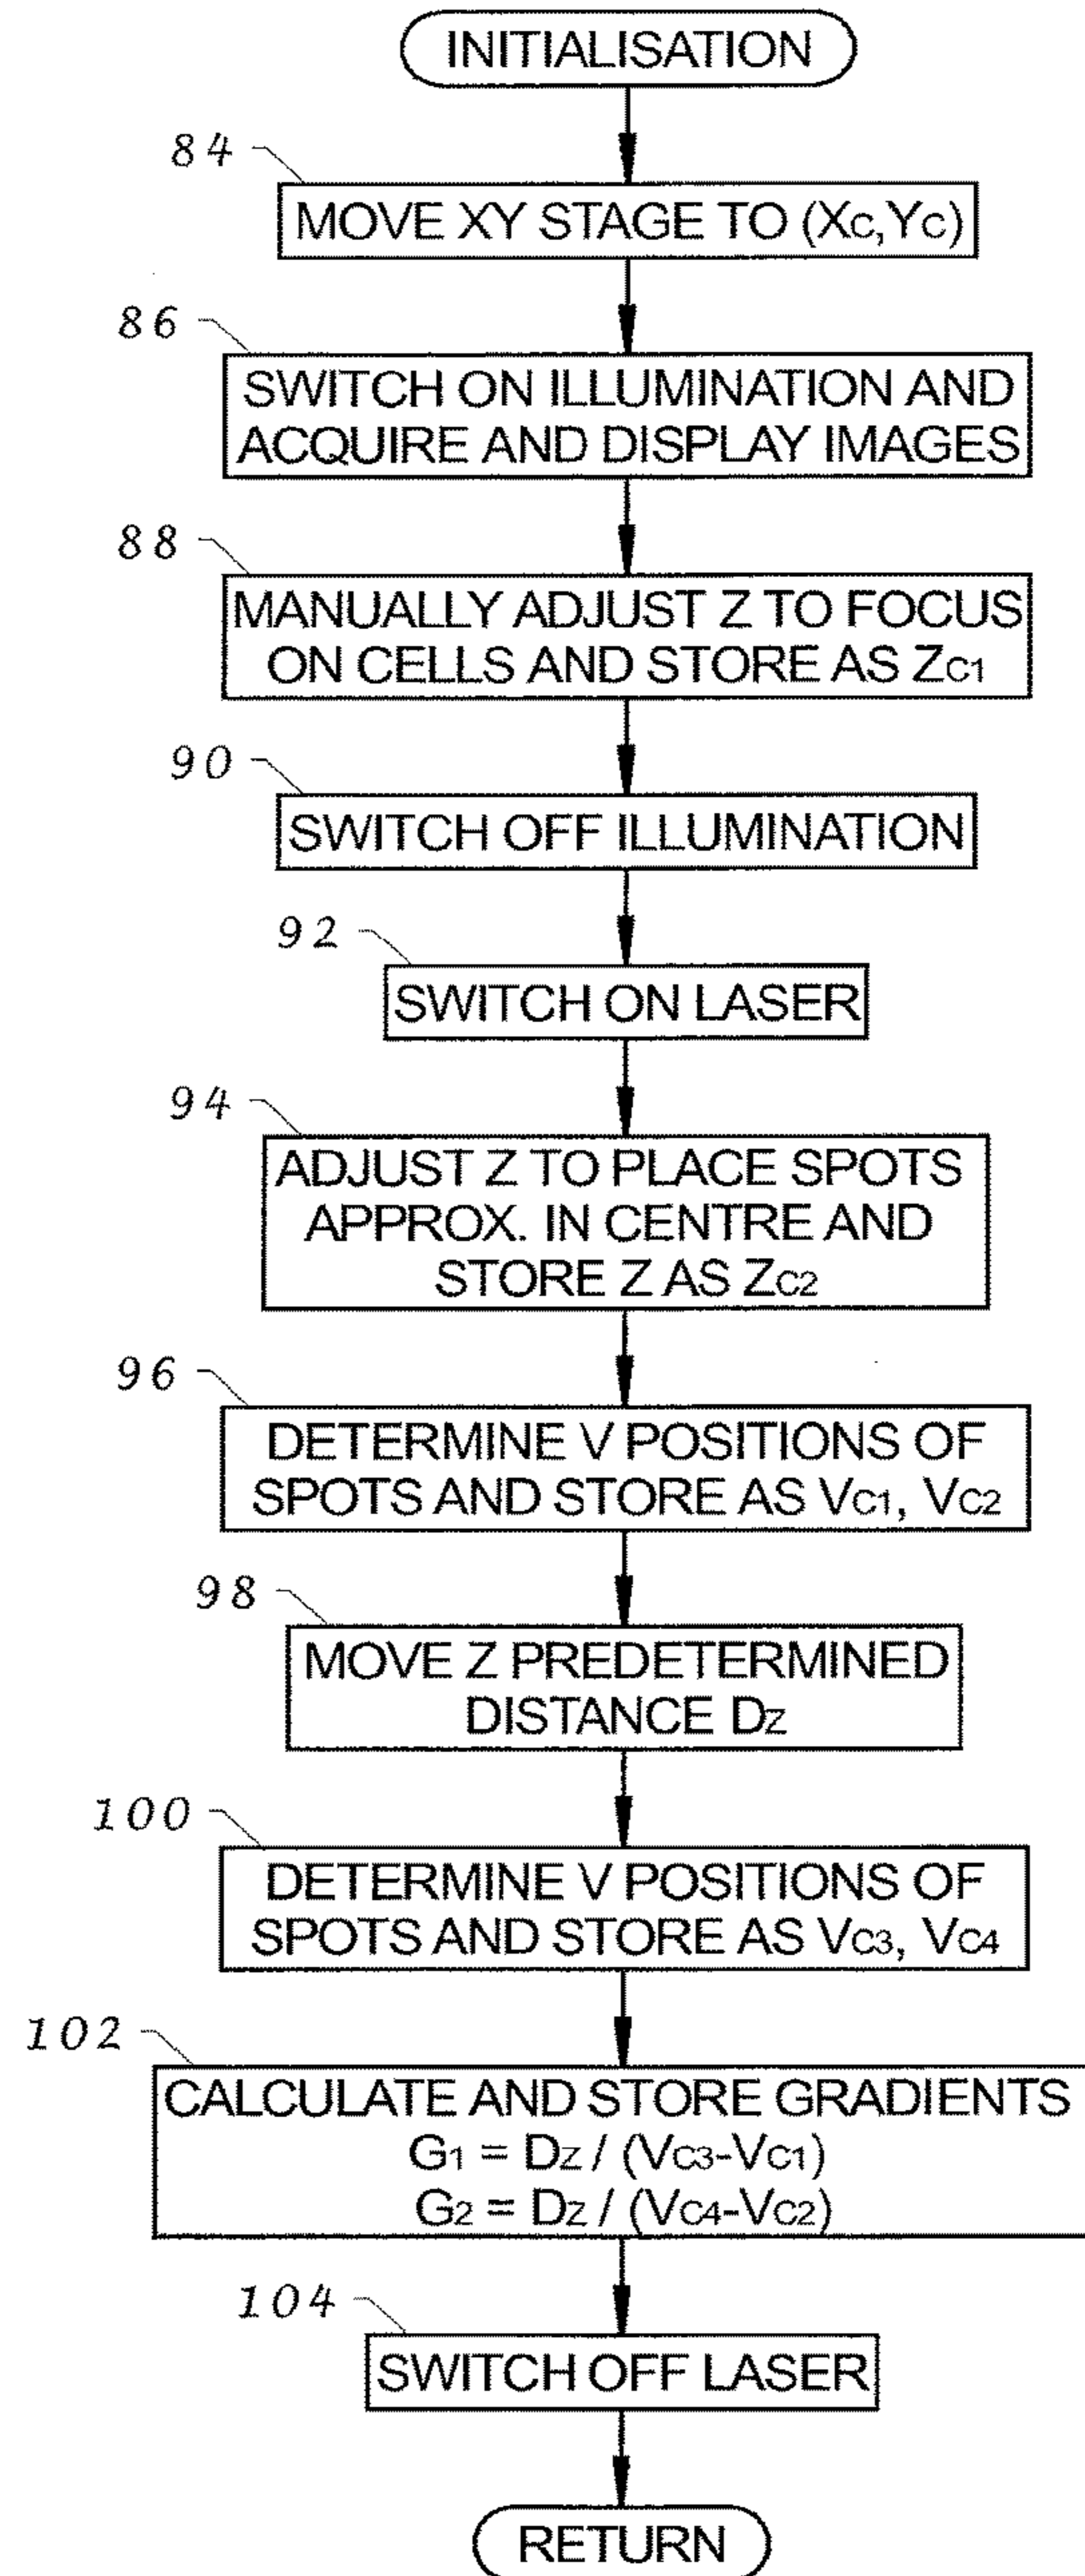 INITIALISATION
84
MOVE XY STAGE TO (XC,YC)
86
SWITCH ON ILLUMINATION AND
ACQUIRE AND DISPLAY IMAGES
88
MANUALLY ADJUST Z TO FOCUS
ON CELLS AND STORE AS ZC1
90
SWITCH OFF ILLUMINATION
92
SWITCH ON LASER
94
ADJUST Z TO PLACE SPOTS
APPROX. IN CENTRE AND
STORE Z AS ZC2
96
DETERMINE V POSITIONS OF
SPOTS AND STORE AS VC1, VC2
98
MOVE Z PREDETERMINED
DISTANCE DZ
100
DETERMINE V POSITIONS OF
SPOTS AND STORE AS VC3, VC4
102
CALCULATE AND STORE GRADIENTS
G1 = DZ / (VC3-VC1)
G2 = DZ / (VC4-VC2)
104
SWITCH OFF LASER
RETURN